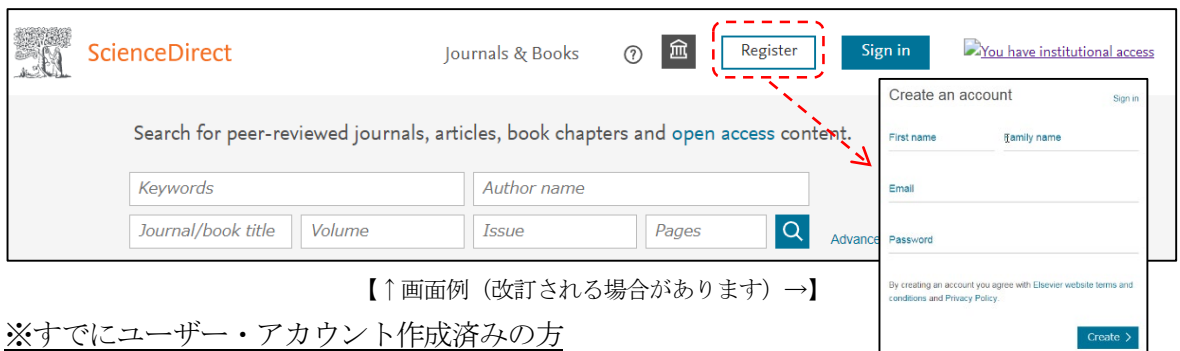 ScienceDirect
Journals & Books
?
Register
Sign in
You have institutional access
Search for peer-reviewed journals, articles, book chapters and open access content.
Keywords
Author name
Journal/book title
Volume
Issue
Pages
Advance
Create an account
Sign in
First name
Family name
Email
Password
By creating an account you agree with Elsevier website terms and
conditions and Privacy Policy.
Create >
【↑画面例（改訂される場合があります）→】
※すでにユーザー・アカウント作成済みの方